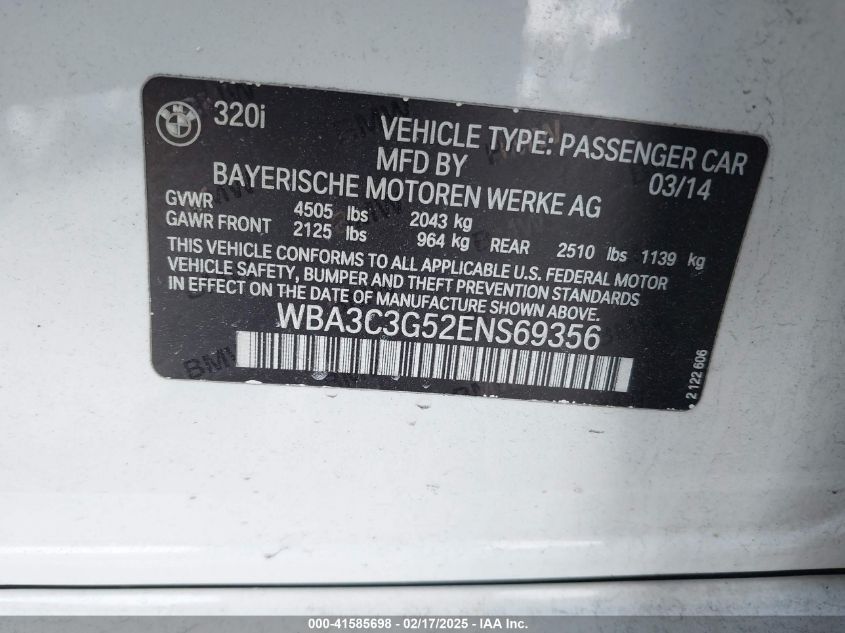 320i
VEHICLE TYPE: PASSENGER CAR
MFD BY 03/14
BAYERISCHE MOTOREN WERKE AG
GVWR 4505 lbs 2043 kg
GAWR FRONT 2125 lbs 964 kg REAR 2510 lbs 1139 kg
THIS VEHICLE CONFORMS TO ALL APPLICABLE U.S. FEDERAL MOTOR
VEHICLE SAFETY, BUMPER AND THEFT PREVENTION STANDARDS
IN EFFECT ON THE DATE OF MANUFACTURE SHOWN ABOVE.
WBA3C3G52ENS69356
2 122 606
000-41585698 - 02/17/2025 - IAA Inc.